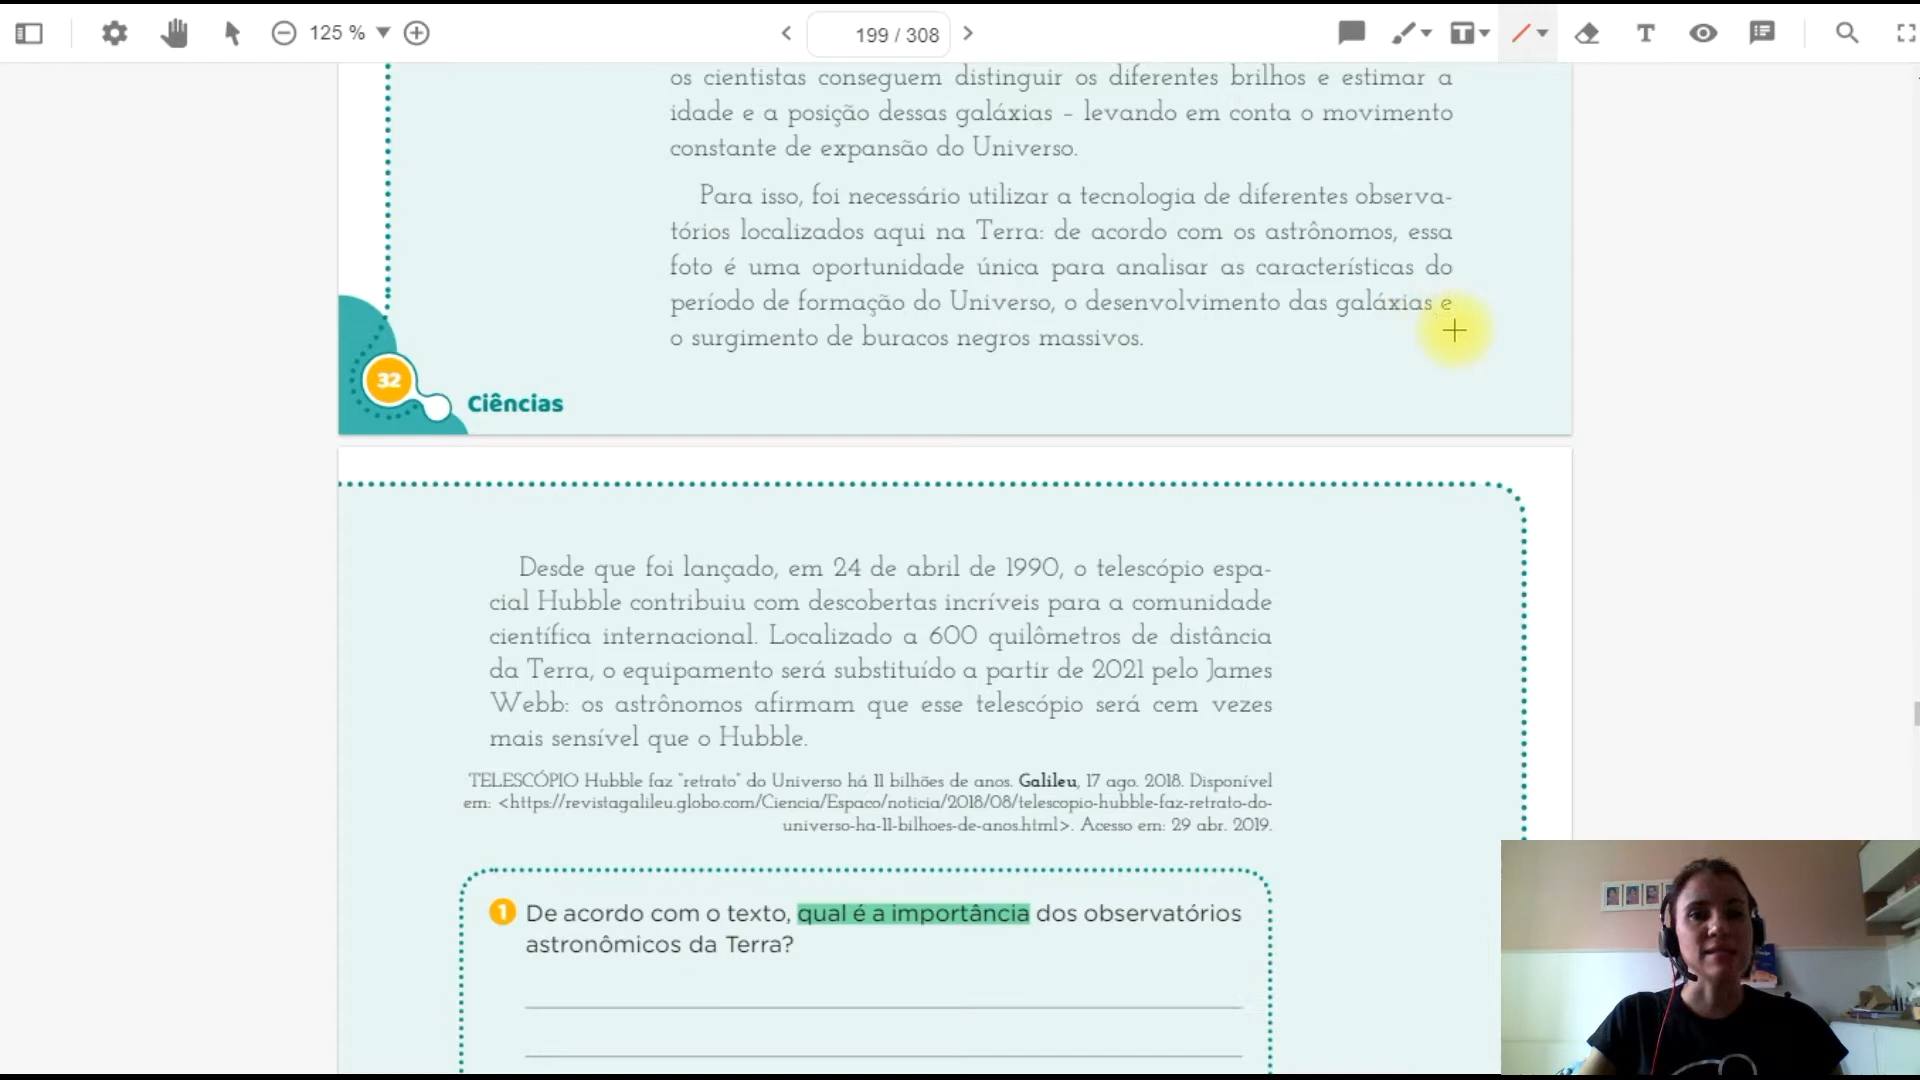 125 %
199 / 308
os cientistas conseguem distinguir os diferentes brilhos e estimar a
idade e a posição dessas galáxias – levando em conta o movimento
constante de expansão do Universo.
Para isso, foi necessário utilizar a tecnologia de diferentes observa-
tórios localizados aqui na Terra: de acordo com os astrônomos, essa
foto é uma oportunidade única para analisar as características do
período de formação do Universo, o desenvolvimento das galáxias e
o surgimento de buracos negros massivos.
32
Ciências
Desde que foi lançado, em 24 de abril de 1990, o telescópio espa-
cial Hubble contribuiu com descobertas incríveis para a comunidade
científica internacional. Localizado a 600 quilômetros de distância
da Terra, o equipamento será substituído a partir de 2021 pelo James
Webb: os astrônomos afirmam que esse telescópio será cem vezes
mais sensível que o Hubble.
TELESCÓPIO Hubble faz "retrato" do Universo há 11 bilhões de anos. Galileu, 17 ago. 2018. Disponível
em: <https://revistagalileu.globo.com/Ciencia/Espaco/noticia/2018/08/telescopio-hubble-faz-retrato-do-
universo-ha-11-bilhoes-de-anos.html>. Acesso em: 29 abr. 2019.
1 De acordo com o texto, qual é a importância dos observatórios
astronômicos da Terra?